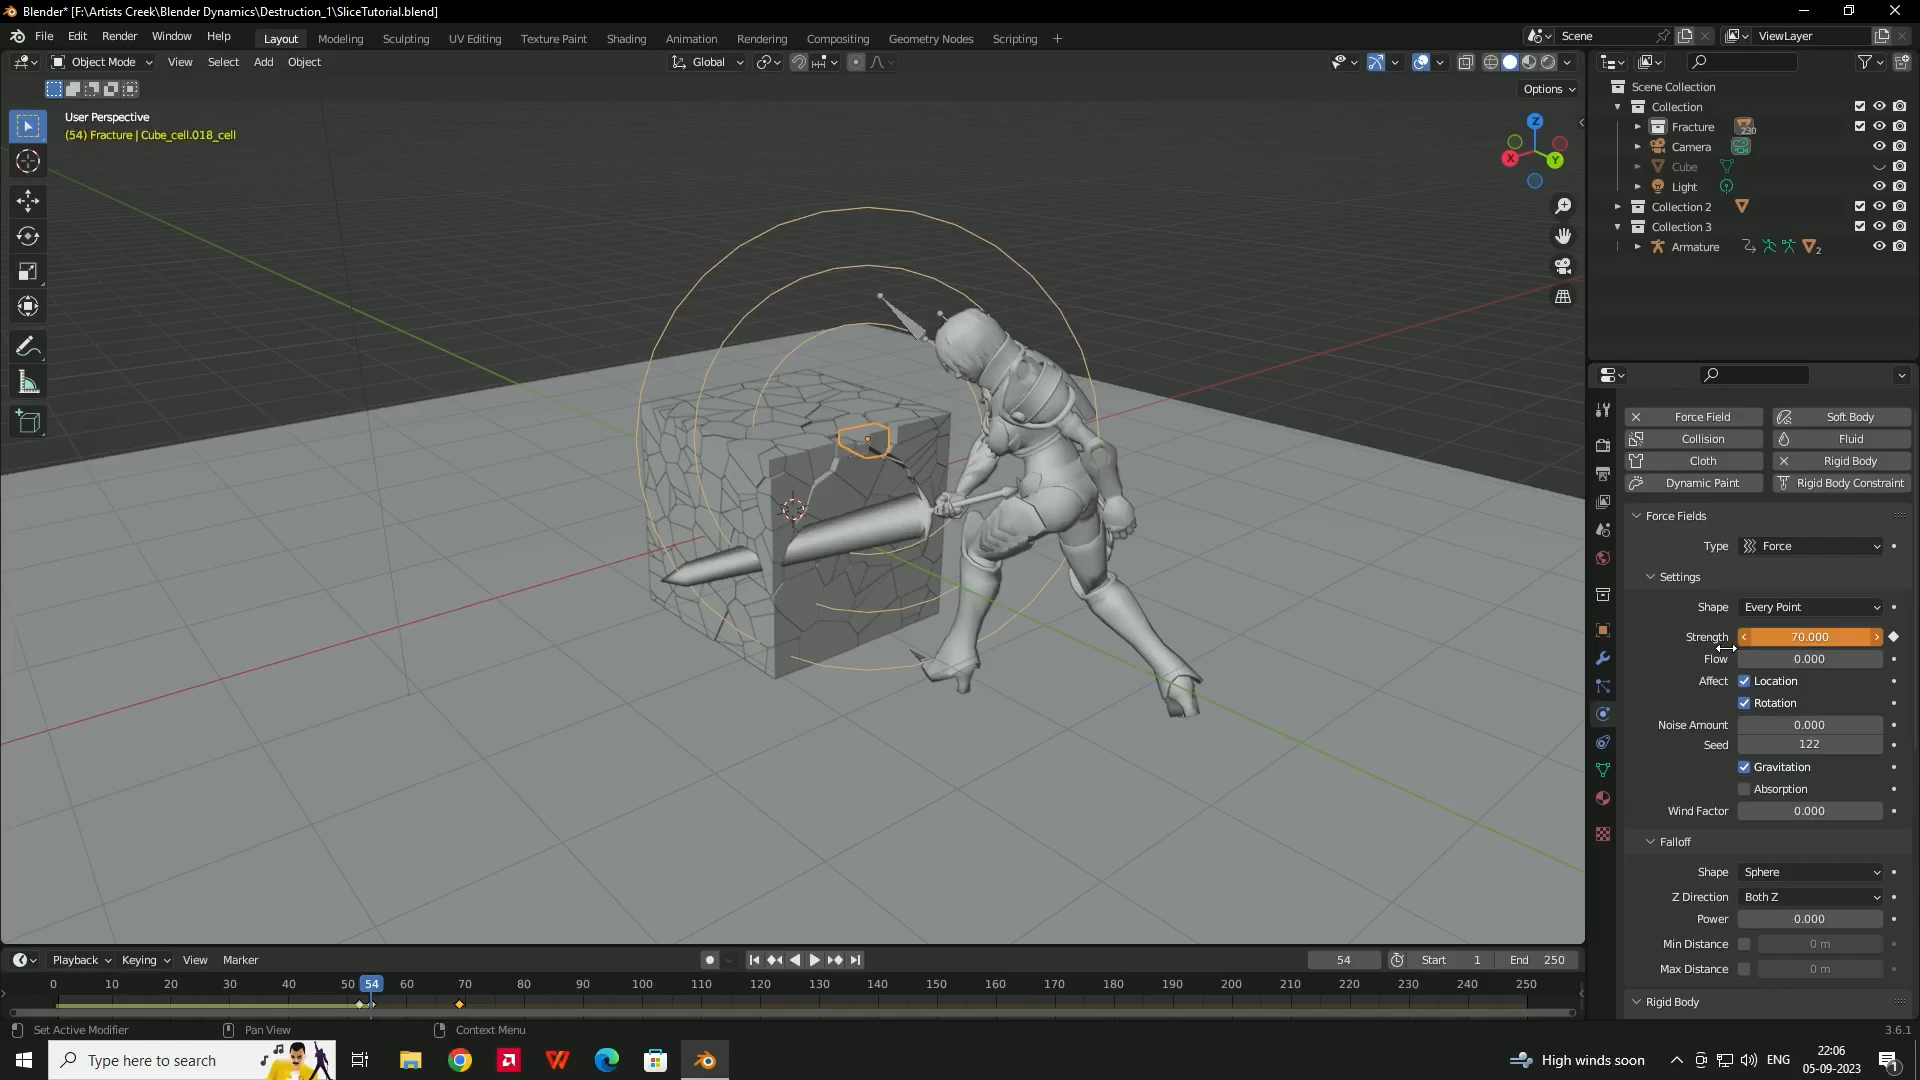 Blender* [F:\Artists Creek\Blender Dynamics\Destruction_1\SliceTutorial.blend]
File Edit Render Window Help Layout Modeling Sculpting UV Editing Texture Paint Shading Animation Rendering Compositing Geometry Nodes Scripting + Scene ViewLayer
Object Mode View Select Add Object Global
Options
User Perspective
(54) Fracture | Cube_cell.018_cell
Z
X
Y
Scene Collection
Collection
Fracture 230
Camera
Cube
Light
Collection 2
Collection 3
Armature 2
Force Field Soft Body
Collision Fluid
Cloth Rigid Body
Dynamic Paint Rigid Body Constraint
Force Fields
Type Force
Settings
Shape Every Point
Strength 70.000
Flow 0.000
Affect Location
Rotation
Noise Amount 0.000
Seed 122
Gravitation
Absorption
Wind Factor 0.000
Falloff
Shape Sphere
Z Direction Both Z
Power 0.000
Min Distance 0 m
Max Distance 0 m
Rigid Body
Playback Keying View Marker 54 Start 1 End 250
0 10 20 30 40 50 54 60 70 80 90 100 110 120 130 140 150 160 170 180 190 200 210 220 230 240 250
Set Active Modifier Pan View Context Menu 3.6.1
Type here to search High winds soon ENG 22:06
05-09-2023
1